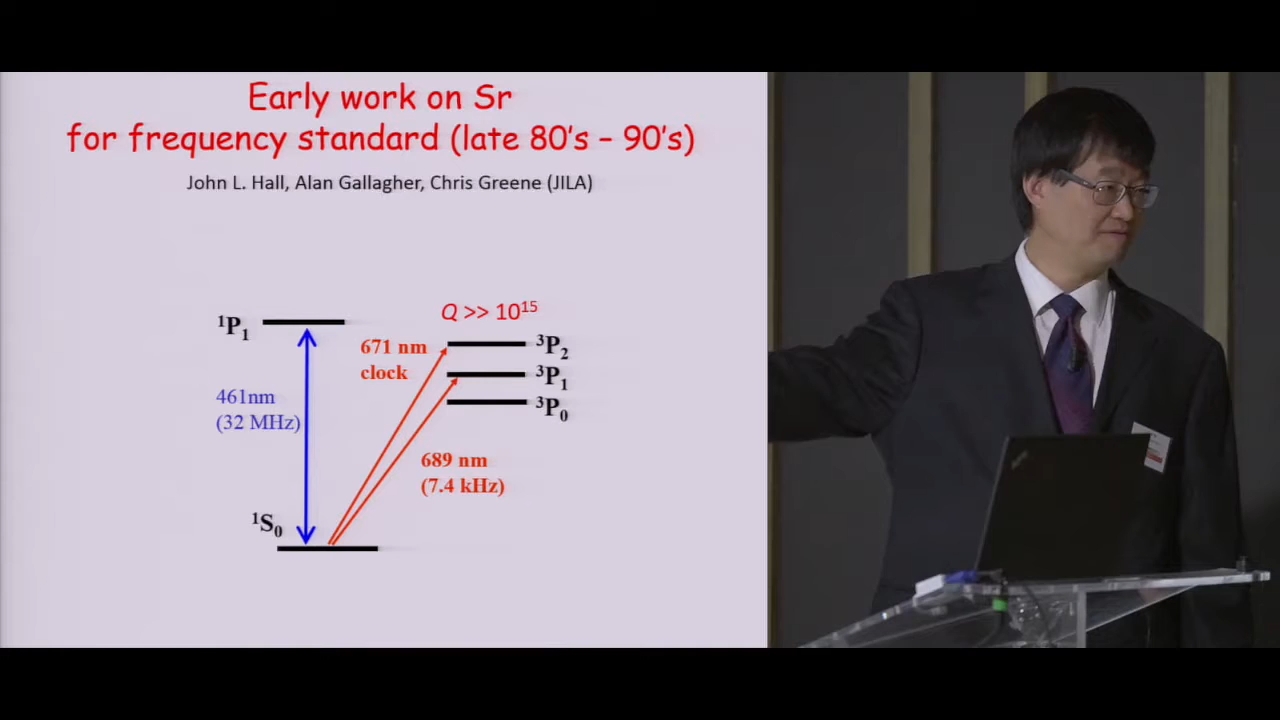 Early work on Sr
for frequency standard (late 80's – 90's)
John L. Hall, Alan Gallagher, Chris Greene (JILA)
Q >> 10¹⁵
¹P₁
³P₂
671 nm
clock
³P₁
461nm
(32 MHz)
³P₀
689 nm
(7.4 kHz)
¹S₀